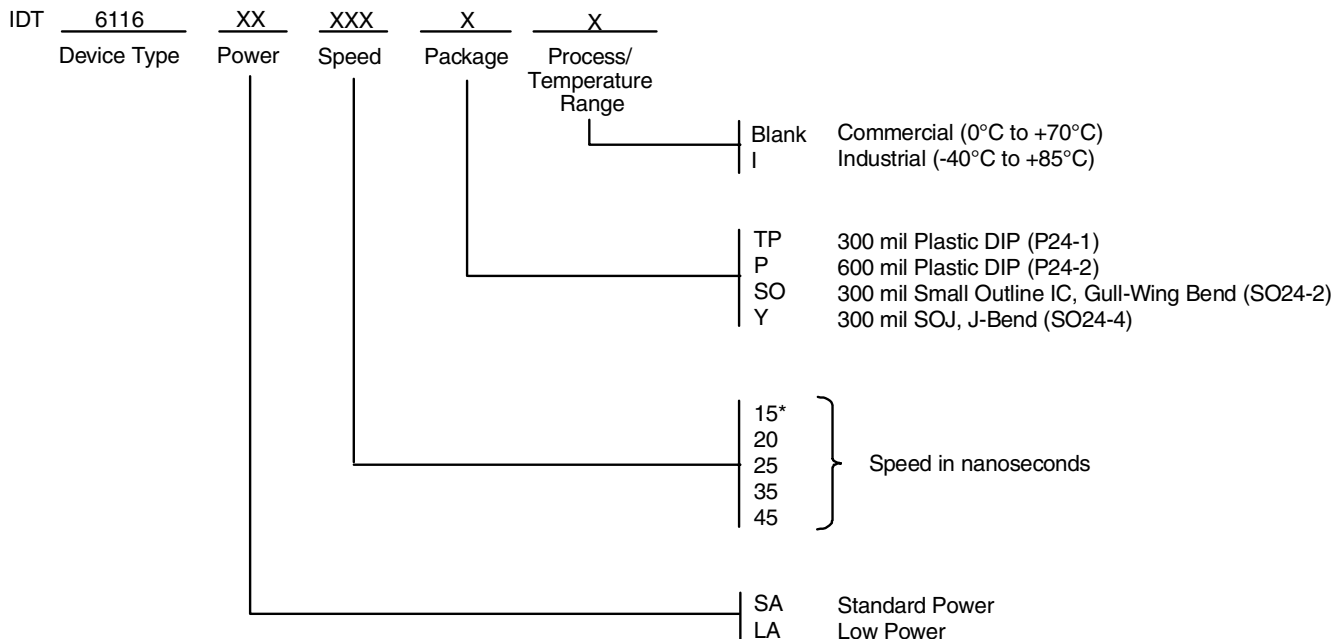 IDT 6116 XX XXX X X
Device Type Power Speed Package Process/
Temperature
Range
Blank Commercial (0°C to +70°C)
I Industrial (-40°C to +85°C)
TP 300 mil Plastic DIP (P24-1)
P 600 mil Plastic DIP (P24-2)
SO 300 mil Small Outline IC, Gull-Wing Bend (SO24-2)
Y 300 mil SOJ, J-Bend (SO24-4)
15*
20
25 Speed in nanoseconds
35
45
SA Standard Power
LA Low Power